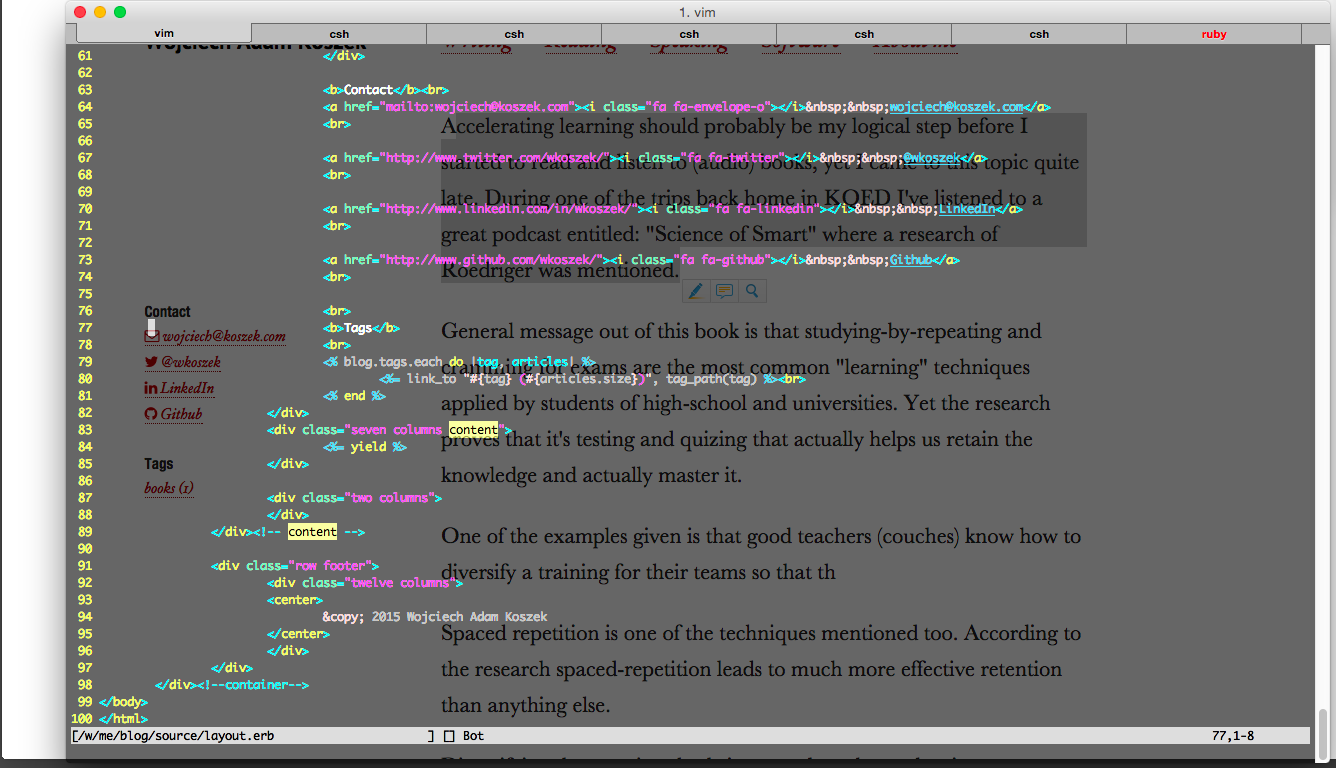 1. vim
vim csh csh csh csh csh ruby
Wojciech Adam Koszek Writing Reading Speaking Software About me
61 </div>
62
63 <b>Contact</b><br>
64 <a href="mailto:wojciech@koszek.com"><i class="fa fa-envelope-o"></i>&nbsp;&nbsp;wojciech@koszek.com</a>
65 <br>
66
67 <a href="http://www.twitter.com/wkoszek/"><i class="fa fa-twitter"></i>&nbsp;&nbsp;@wkoszek</a>
68 <br>
69
70 <a href="http://www.linkedin.com/in/wkoszek/"><i class="fa fa-linkedin"></i>&nbsp;&nbsp;LinkedIn</a>
71 <br>
72
73 <a href="http://www.github.com/wkoszek/"><i class="fa fa-github"></i>&nbsp;&nbsp;Github</a>
74 <br>
75
76 <br>
77 <b>Tags</b>
78 <br>
79 <% blog.tags.each do |tag, articles| %>
80 <%= link_to "#{tag} (#{articles.size})", tag_path(tag) %><br>
81 <% end %>
82 </div>
83 <div class="seven columns content">
84 <%= yield %>
85 </div>
86
87 <div class="two columns">
88 </div>
89 </div><!-- content -->
90
91 <div class="row footer">
92 <div class="twelve columns">
93 <center>
94 &copy; 2015 Wojciech Adam Koszek
95 </center>
96 </div>
97 </div>
98 </div><!--container-->
99 </body>
100 </html>
[/w/me/blog/source/layout.erb ] [] Bot 77,1-8
Contact
wojciech@koszek.com
@wkoszek
LinkedIn
Github
Tags
books (1)
Accelerating learning should probably be my logical step before I
started to read and listen to (audio) books, yet I came to this topic quite
late. During one of the trips back home in KQED I've listened to a
great podcast entitled: "Science of Smart" where a research of
Roedriger was mentioned.
General message out of this book is that studying-by-repeating and
cramming for exams are the most common "learning" techniques
applied by students of high-school and universities. Yet the research
proves that it's testing and quizing that actually helps us retain the
knowledge and actually master it.
One of the examples given is that good teachers (couches) know how to
diversify a training for their teams so that th
Spaced repetition is one of the techniques mentioned too. According to
the research spaced-repetition leads to much more effective retention
than anything else.